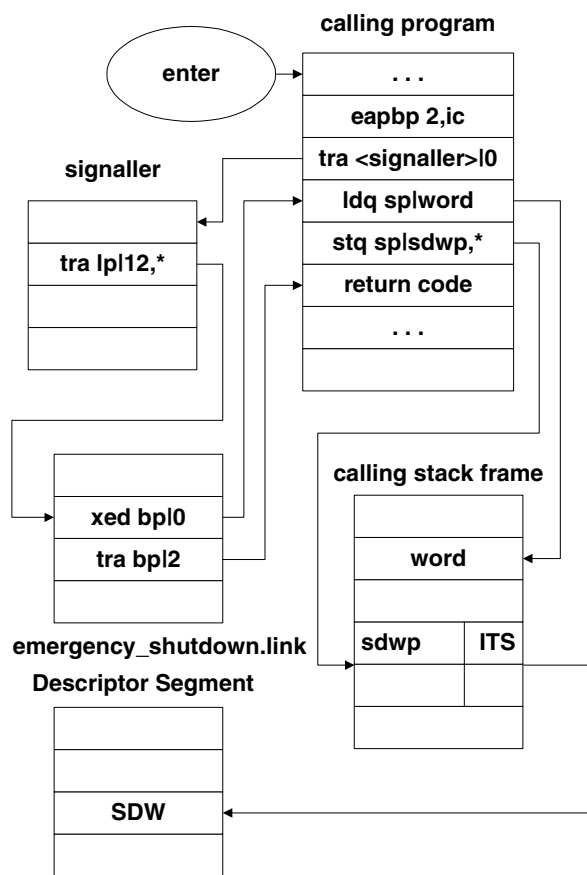 calling program
enter
. . .
eapbp 2,ic
tra <signaller>|0
ldq sp|word
stq sp|sdwp,*
return code
. . .
signaller
tra lp|12,*
xed bp|0
tra bp|2
emergency_shutdown.link
calling stack frame
word
sdwp ITS
Descriptor Segment
SDW